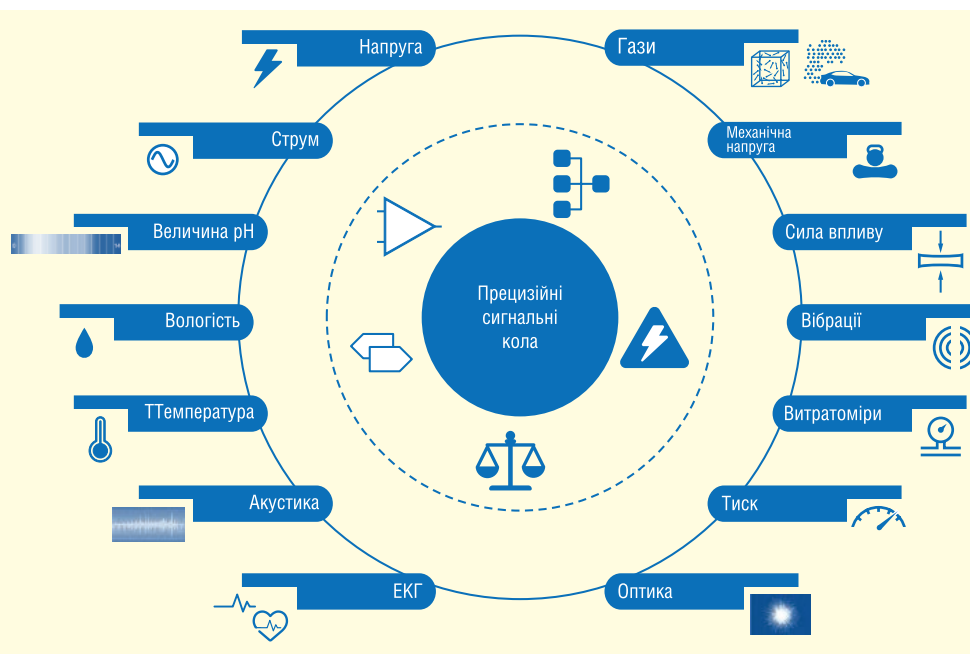 Напруга
Гази
Струм
Механічна
напруга
Величина pH
Сила впливу
Прецизійні
сигнальні
кола
Вологість
Вібрації
ТТемпература
Витратоміри
Акустика
Тиск
ЕКГ
Оптика